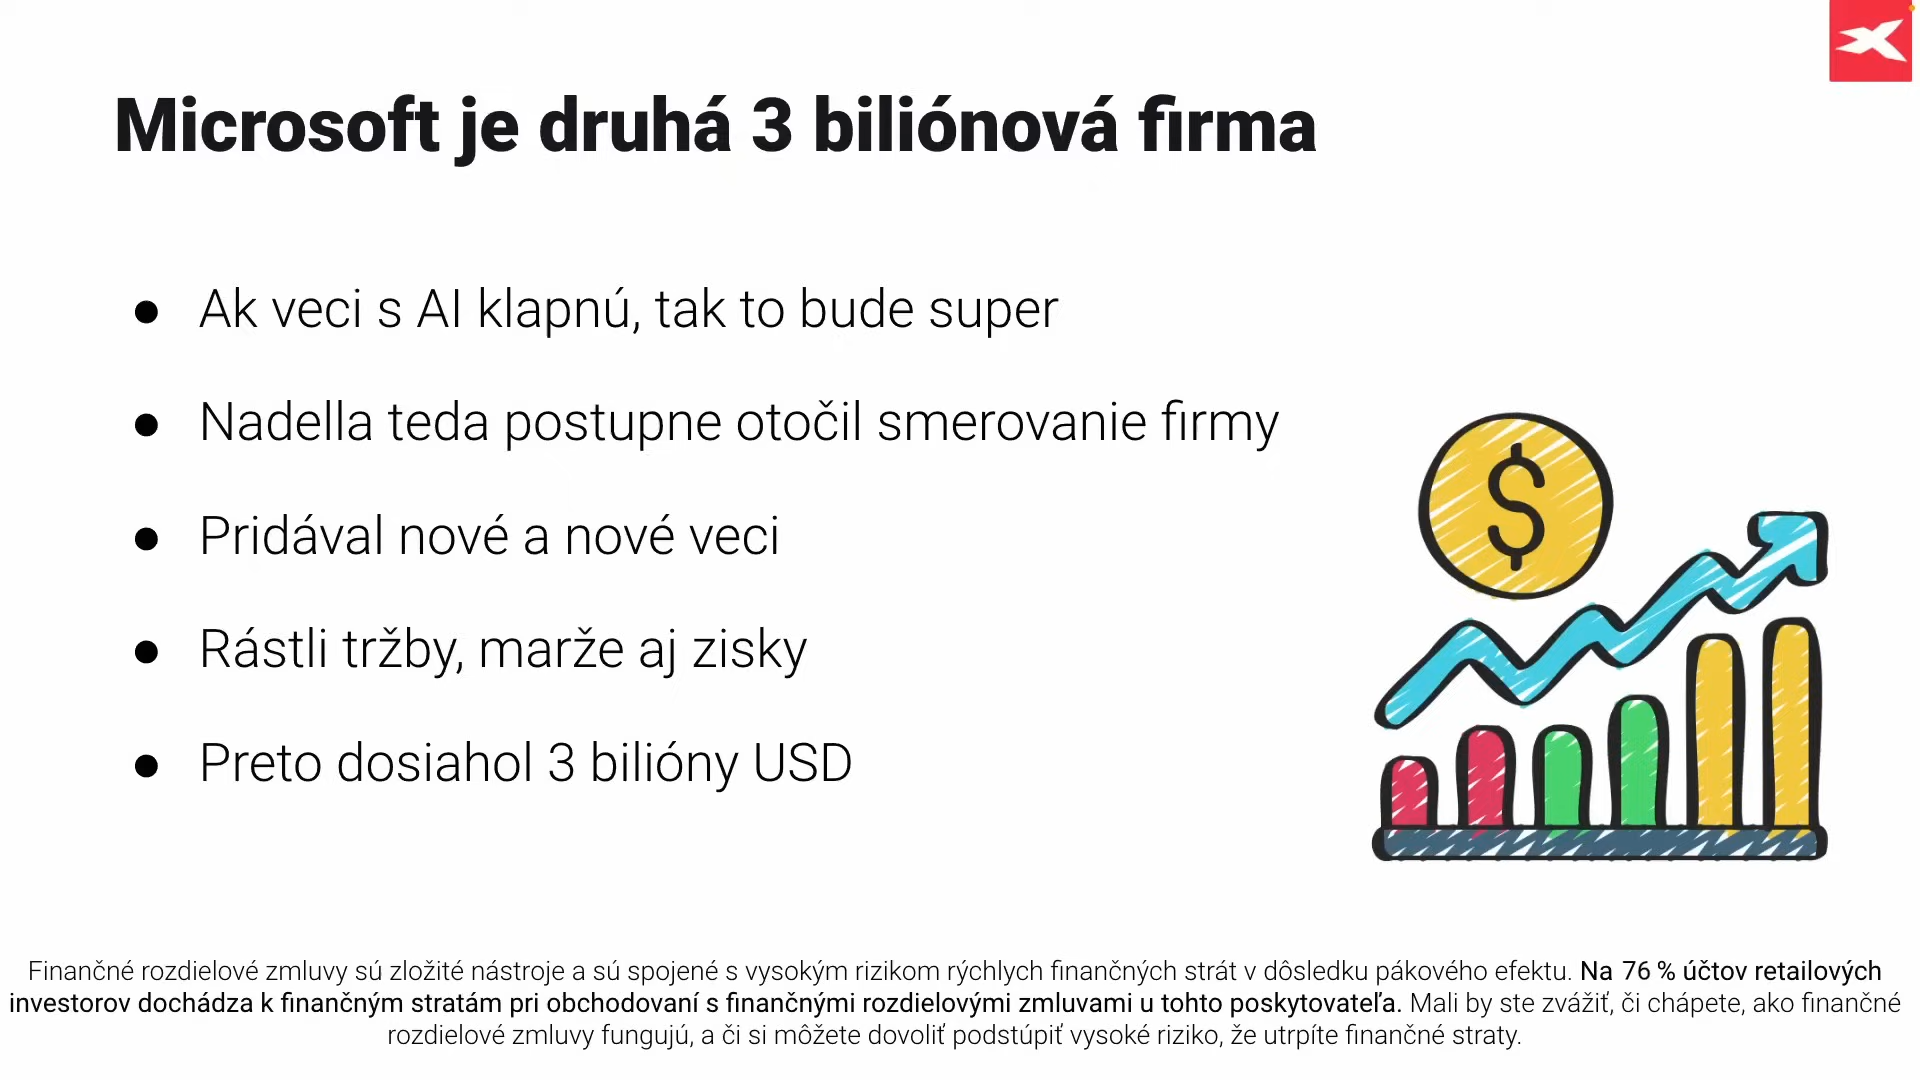 Microsoft je druhá 3 biliónová firma
● Ak veci s AI klapnú, tak to bude super
● Nadella teda postupne otočil smerovanie firmy
● Pridával nové a nové veci
● Rástli tržby, marže aj zisky
● Preto dosiahol 3 bilióny USD
$
Finančné rozdielové zmluvy sú zložité nástroje a sú spojené s vysokým rizikom rýchlych finančných strát v dôsledku pákového efektu. Na 76 % účtov retailových
investorov dochádza k finančným stratám pri obchodovaní s finančnými rozdielovými zmluvami u tohto poskytovateľa. Mali by ste zvážiť, či chápete, ako finančné
rozdielové zmluvy fungujú, a či si môžete dovoliť podstúpiť vysoké riziko, že utrpíte finančné straty.